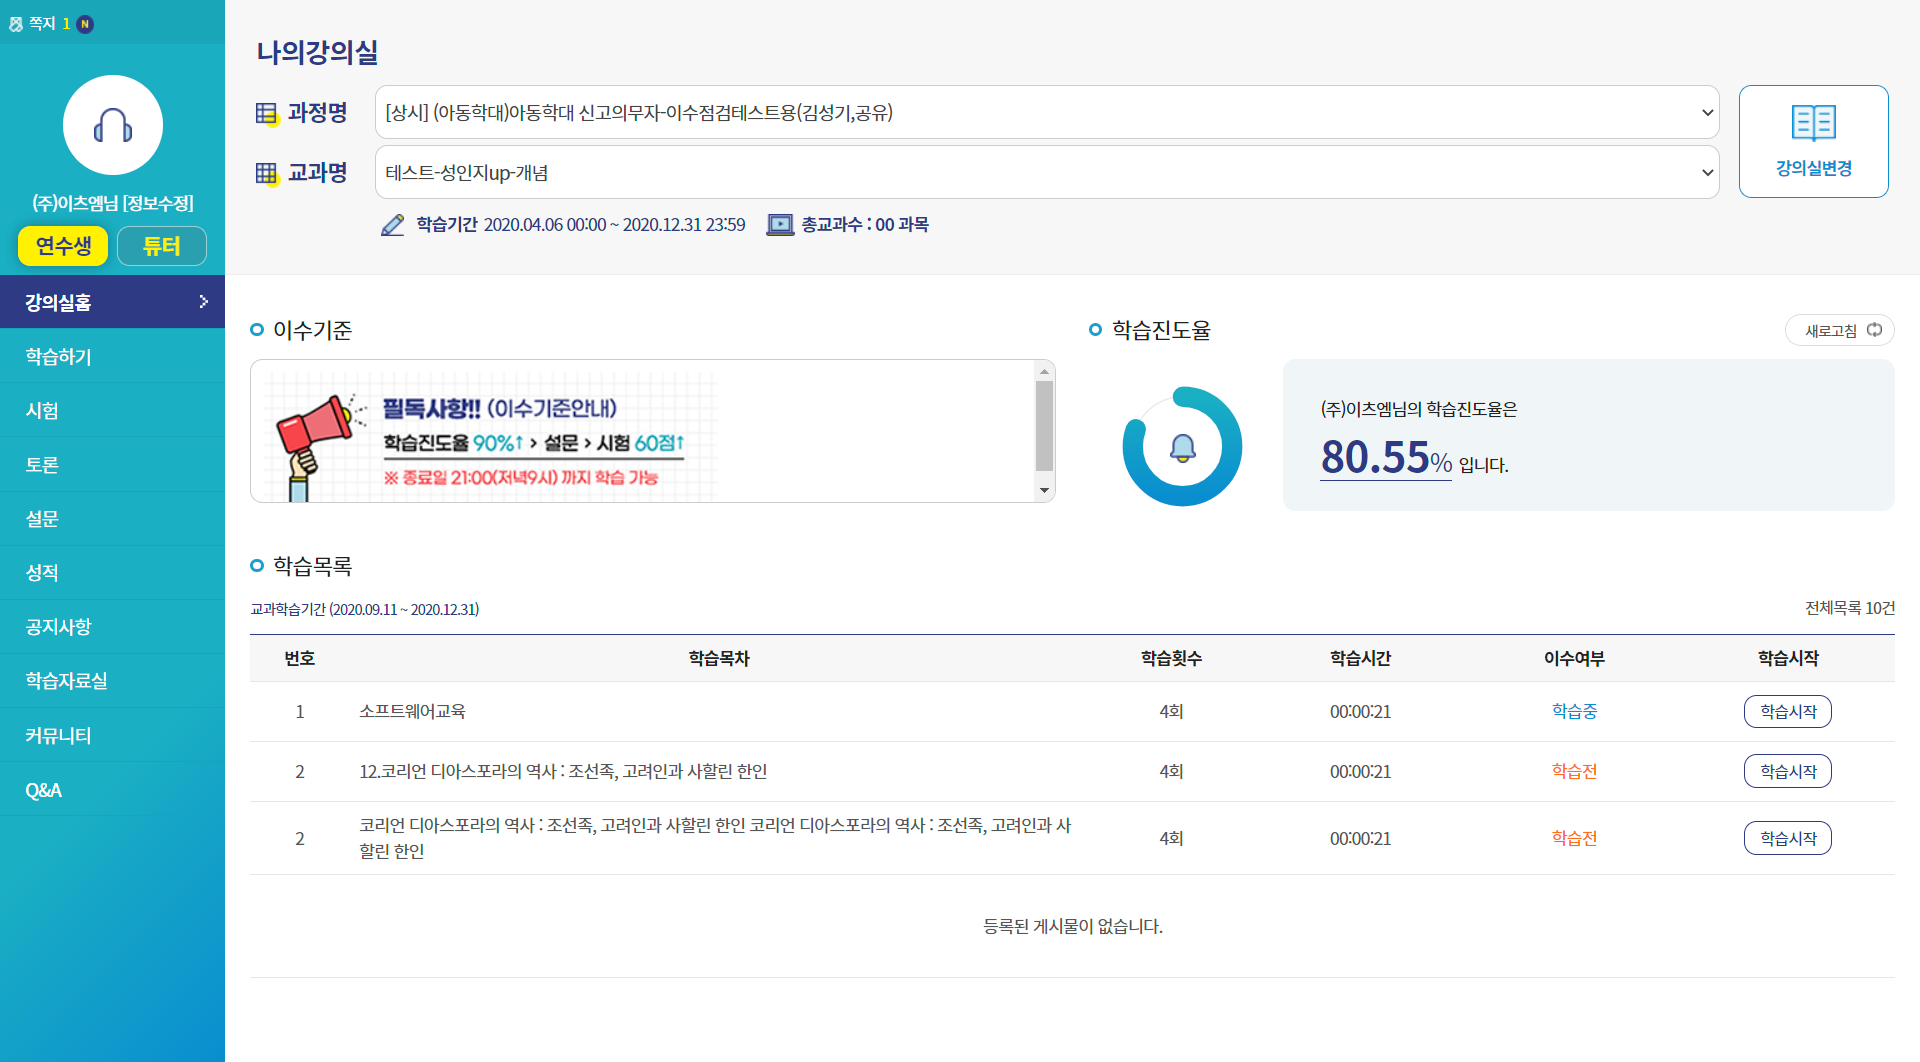 쪽지 1 N
(주)이츠엠님 [정보수정]
연수생 튜터
강의실홈
학습하기
시험
토론
설문
성적
공지사항
학습자료실
커뮤니티
Q&A
나의강의실
과정명 [상시] (아동학대)아동학대 신고의무자-이수점검테스트용(김성기,공유)
교과명 테스트-성인지up-개념
강의실변경
학습기간 2020.04.06 00:00 ~ 2020.12.31 23:59 총교과수 : 00 과목
이수기준
필독사항!! (이수기준안내)
학습진도율 90%↑ > 설문 > 시험 60점↑
※ 종료일 21:00(저녁9시) 까지 학습 가능
학습진도율 새로고침
(주)이츠엠님의 학습진도율은
80.55% 입니다.
학습목록
교과학습기간 (2020.09.11 ~ 2020.12.31) 전체목록 10건
번호 학습목차 학습횟수 학습시간 이수여부 학습시작
1 소프트웨어교육 4회 00:00:21 학습중 학습시작
2 12.코리언 디아스포라의 역사 : 조선족, 고려인과 사할린 한인 4회 00:00:21 학습전 학습시작
2 코리언 디아스포라의 역사 : 조선족, 고려인과 사할린 한인 코리언 디아스포라의 역사 : 조선족, 고려인과 사 4회 00:00:21 학습전 학습시작
할린 한인
등록된 게시물이 없습니다.